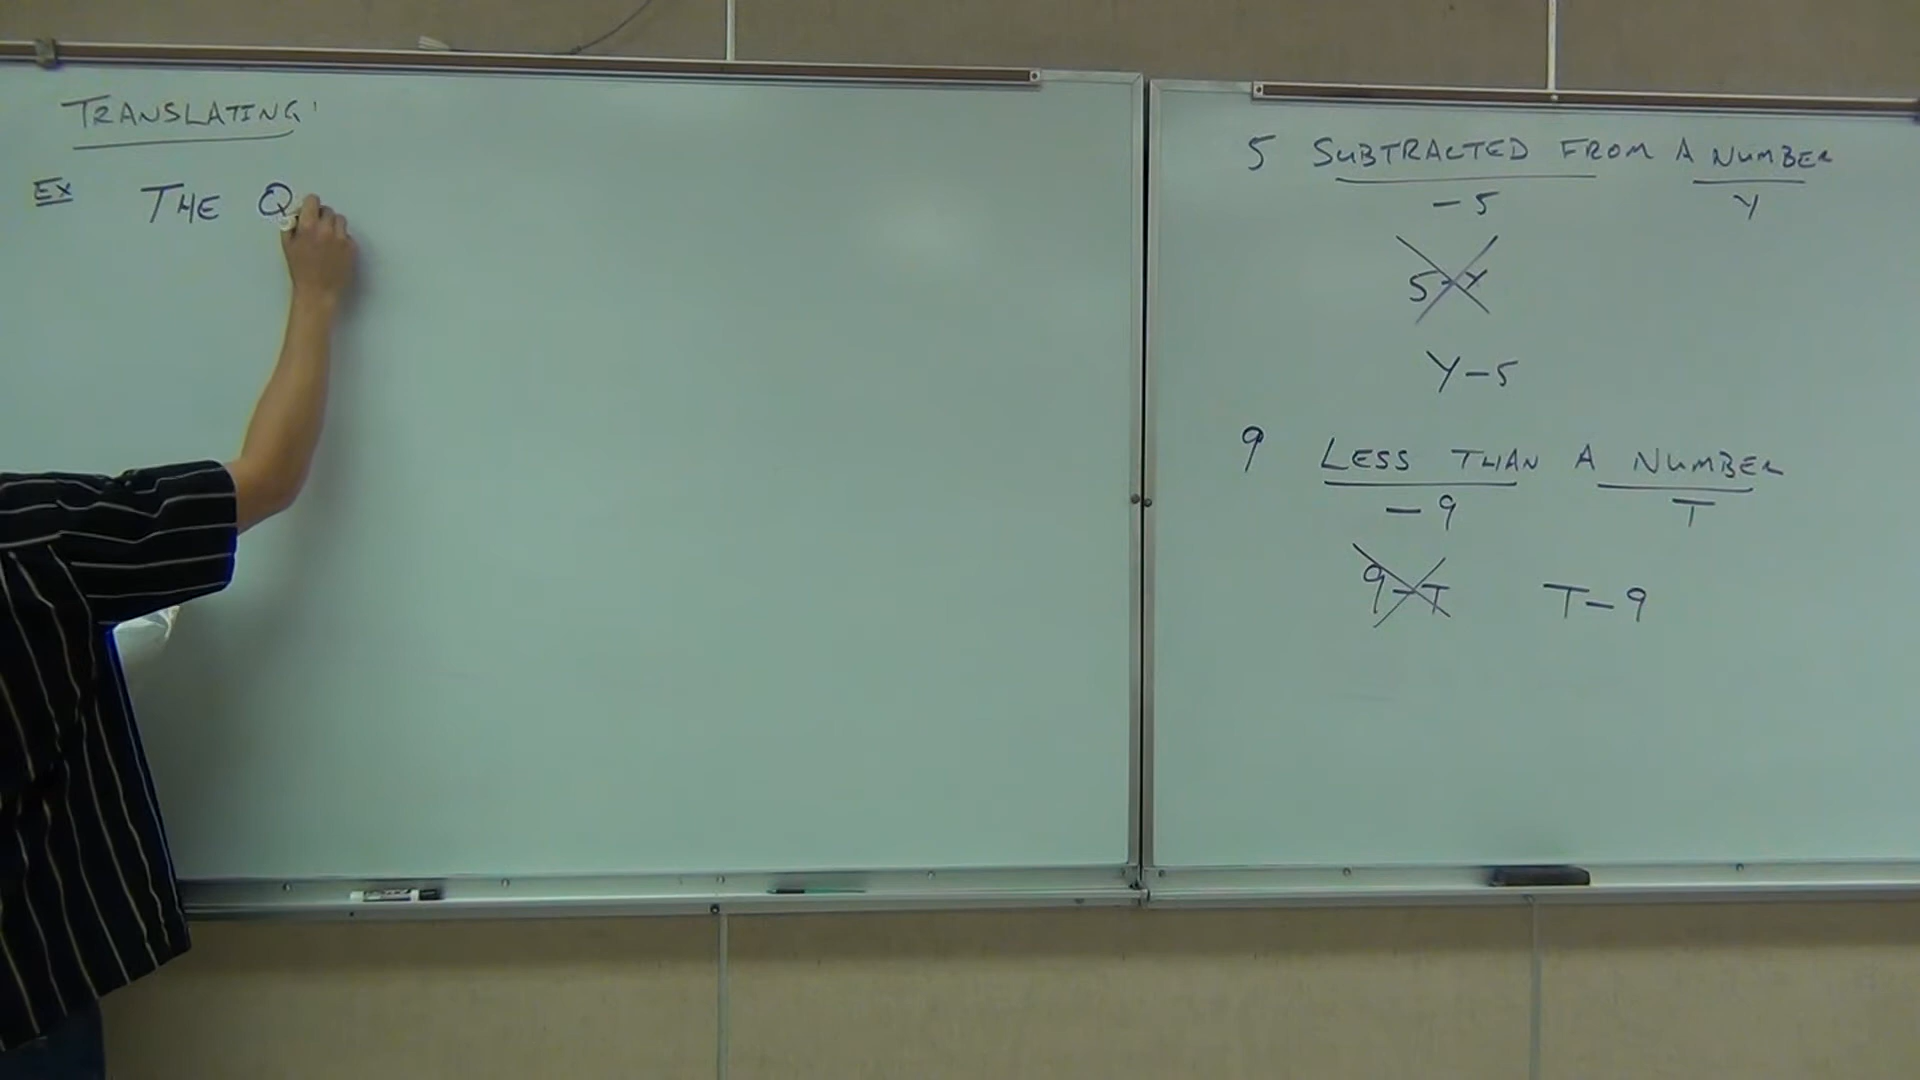 TRANSLATING:
EX THE Q
5 SUBTRACTED FROM A NUMBER
- 5 Y
5-Y
Y-5
9 LESS THAN A NUMBER
- 9 T
9-T T-9